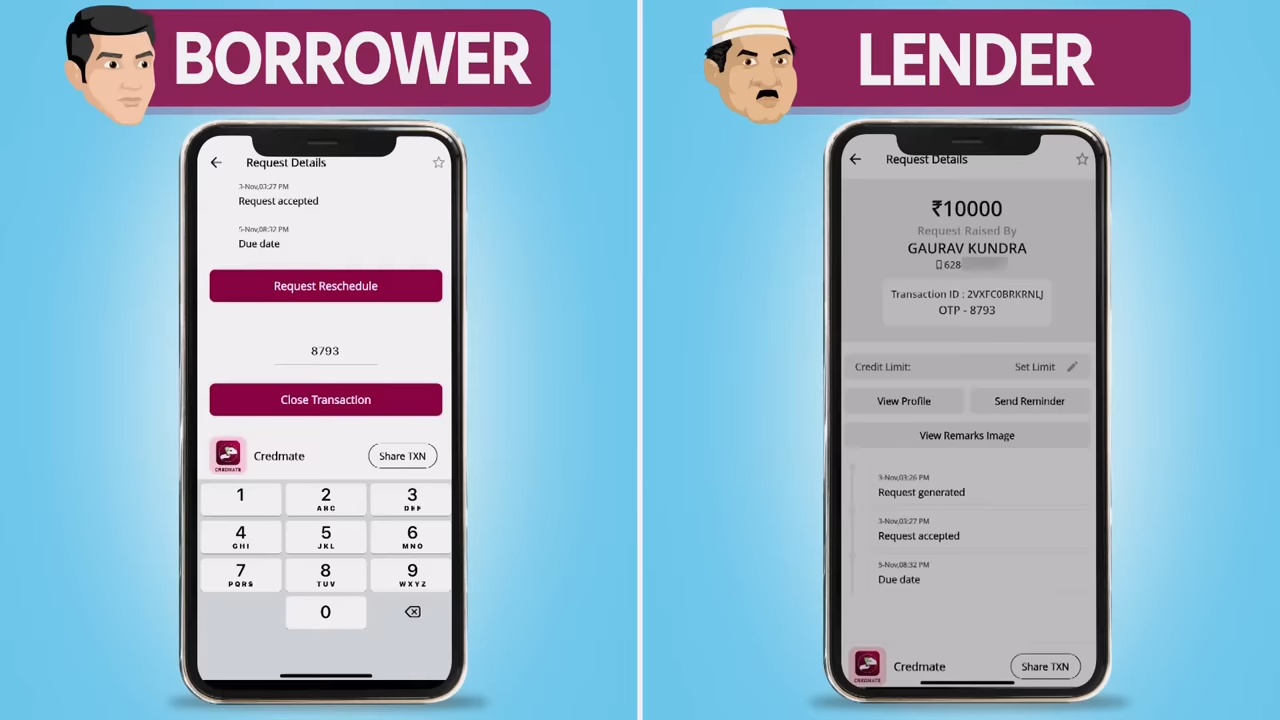 BORROWER
Request Details
3-Nov,03:27 PM
Request accepted
5-Nov,08:32 PM
Due date
Request Reschedule
8793
Close Transaction
CREDMATE
Credmate
Share TXN
1
2
ABC
3
DEF
4
GHI
5
JKL
6
MNO
7
PQRS
8
TUV
9
WXYZ
0
LENDER
Request Details
₹10000
Request Raised By
GAURAV KUNDRA
628
Transaction ID : 2VXFC0BRKRNLJ
OTP - 8793
Credit Limit:
Set Limit
View Profile
Send Reminder
View Remarks Image
3-Nov,03:26 PM
Request generated
3-Nov,03:27 PM
Request accepted
5-Nov,08:32 PM
Due date
CREDMATE
Credmate
Share TXN